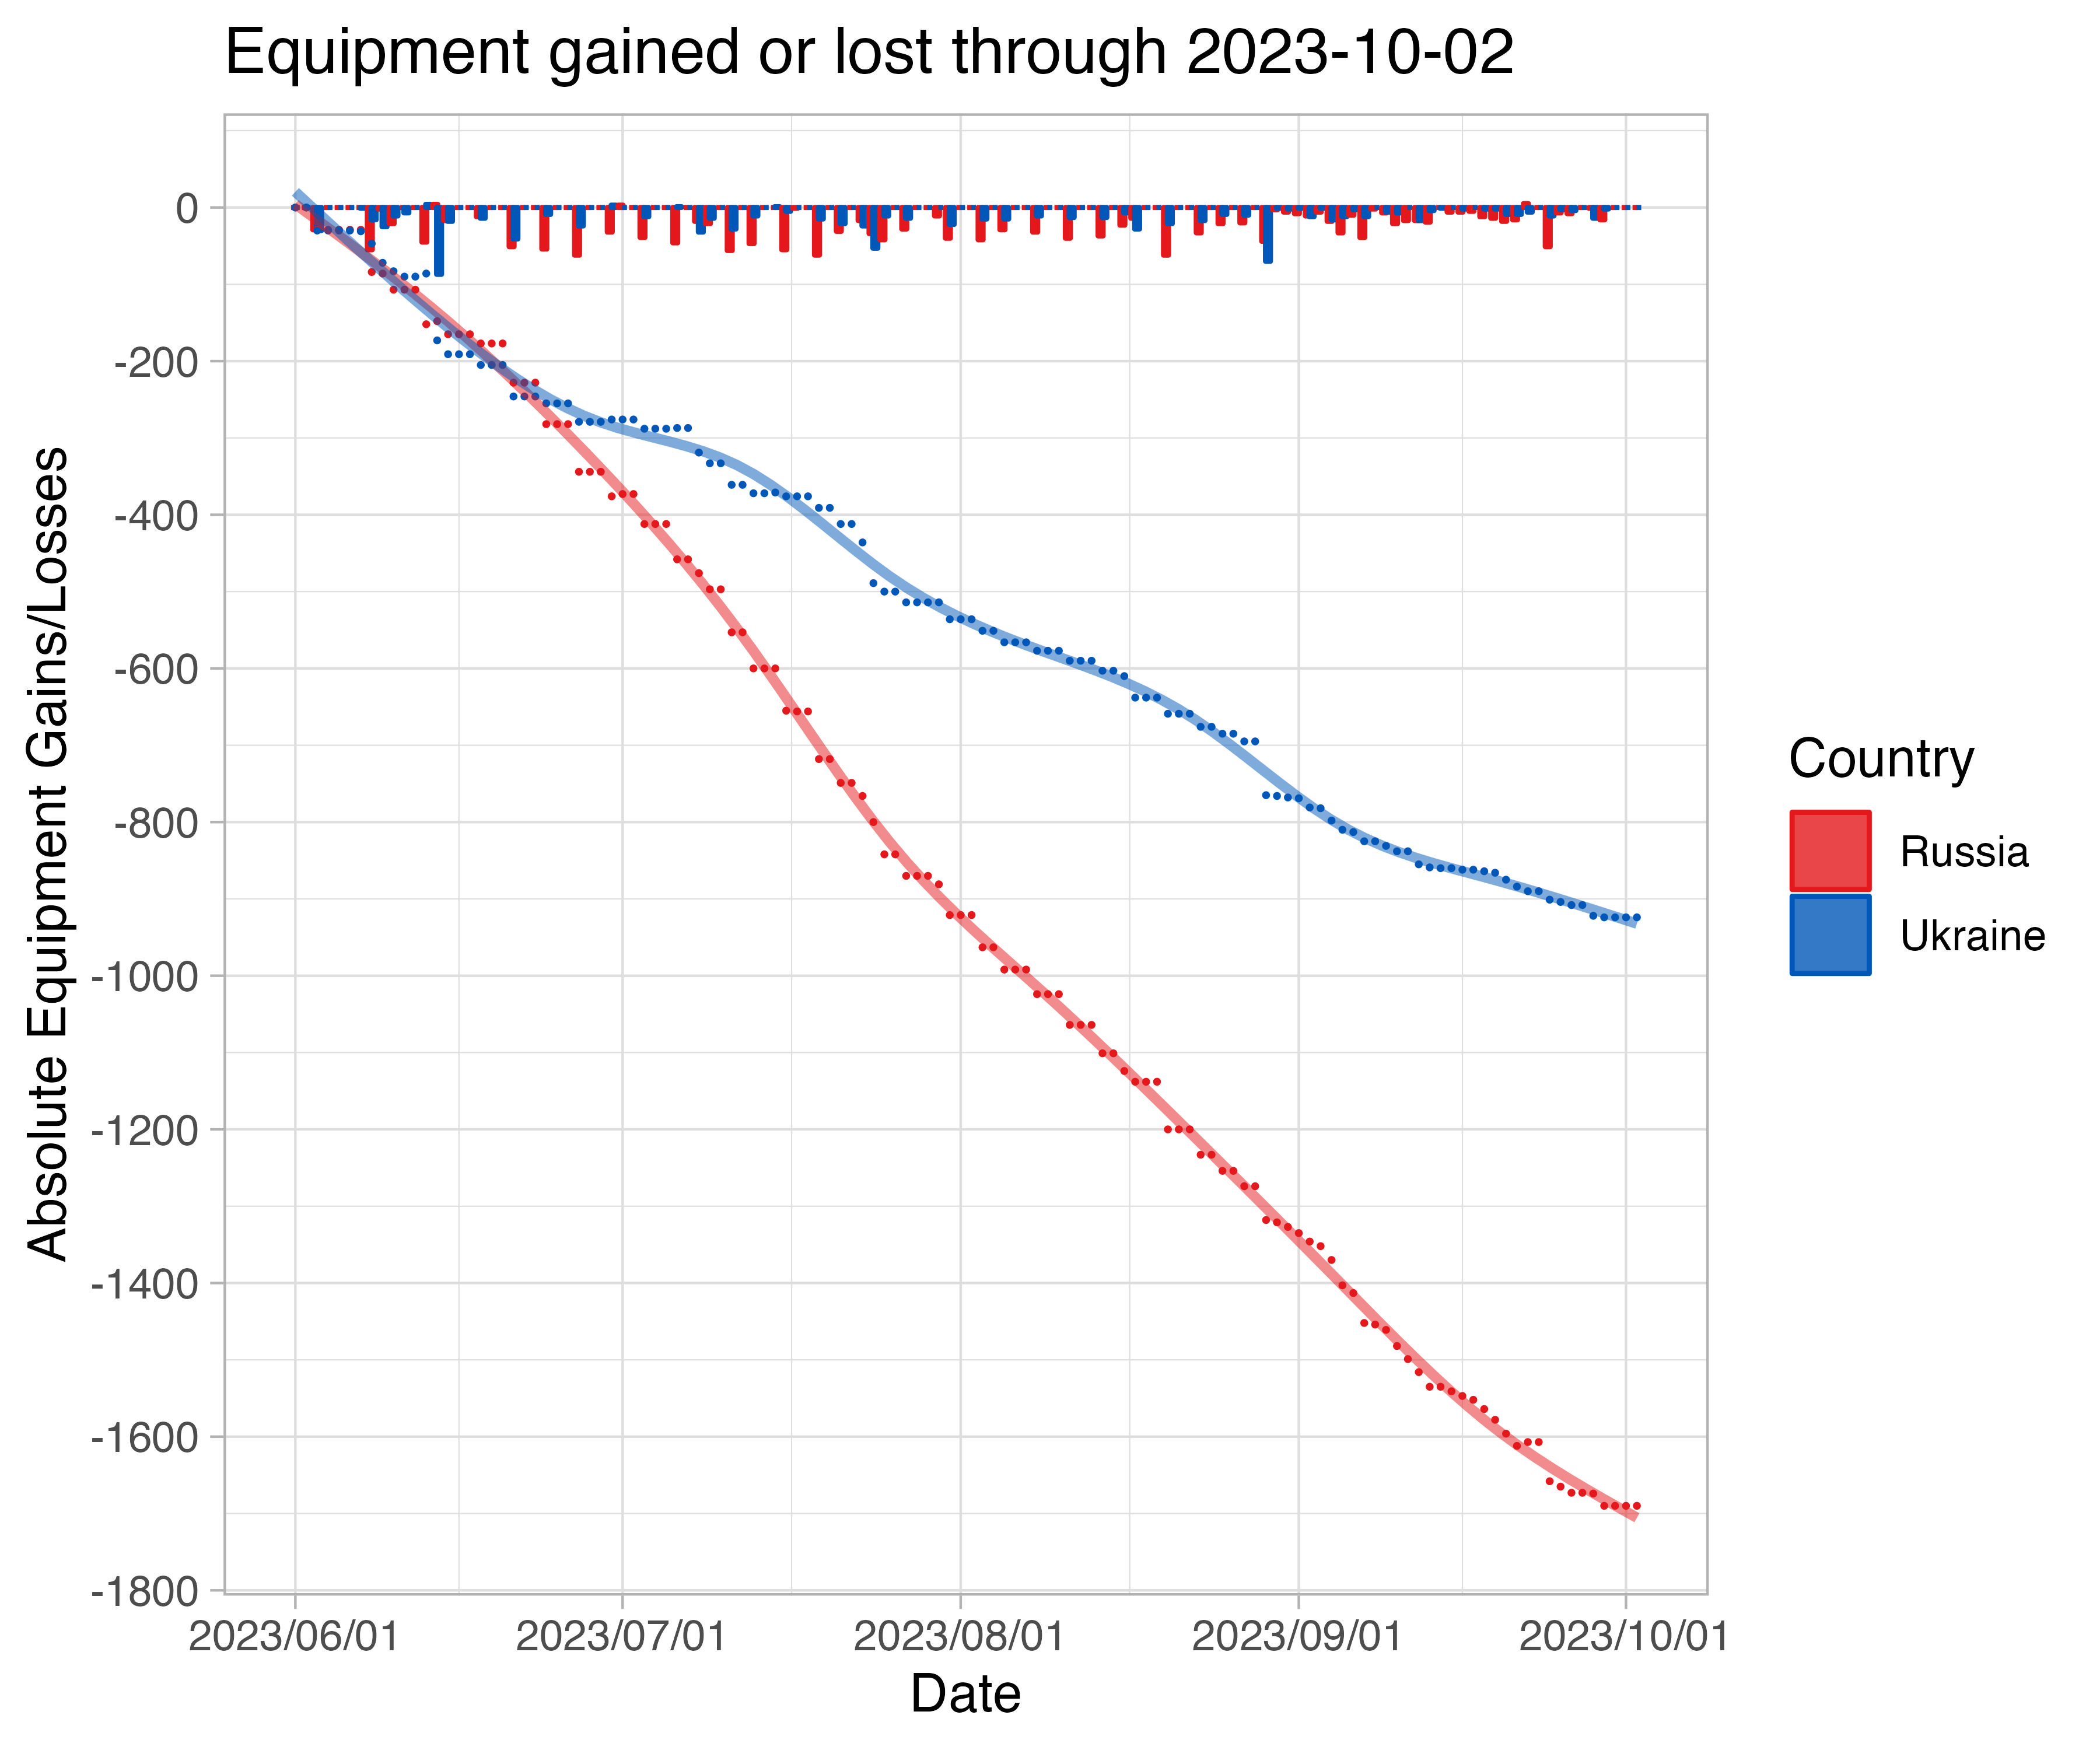 Equipment gained or lost through 2023-10-02
Absolute Equipment Gains/Losses
0
-200
-400
-600
-800
-1000
-1200
-1400
-1600
-1800
2023/06/01 2023/07/01 2023/08/01 2023/09/01 2023/10/01
Date
Country
Russia
Ukraine